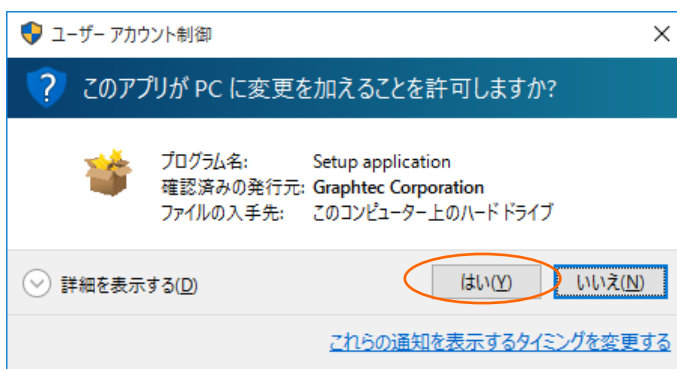 ユーザー アカウント制御
このアプリが PC に変更を加えることを許可しますか?
プログラム名: Setup application
確認済みの発行元: Graphtec Corporation
ファイルの入手先: このコンピューター上のハード ドライブ
詳細を表示する(D)
はい(Y)
いいえ(N)
これらの通知を表示するタイミングを変更する